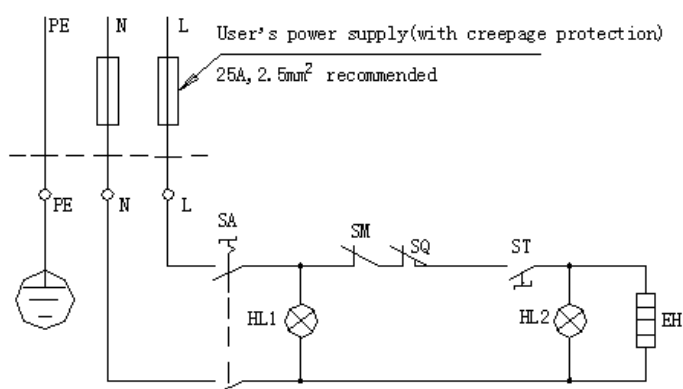 PE N L User's power supply(with creepage protection)
25A,2.5mm² recommended
PE N L
SA
SM SQ ST
HL1 HL2 EH